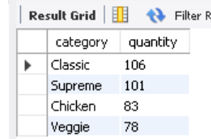 Result Grid Filter R
category quantity
Classic 106
Supreme 101
Chicken 83
Veggie 78